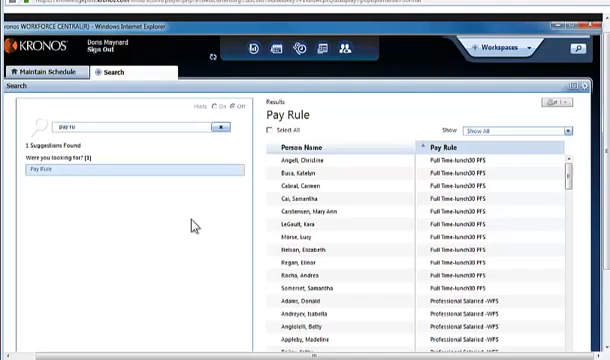 KRONOS WORKFORCE CENTRAL(R) - Windows Internet Explorer
KRONOS
Doris Maynard
Sign Out
Workspaces
Maintain Schedule
Search
Search
Hints
On
Off
pay ru
1 Suggestions Found
Were you looking for? [1]
Pay Rule
Results
Pay Rule
Select All
Show
Show All
Person Name
Pay Rule
Angell, Christine
Full Time-lunch30 PFS
Busa, Katelyn
Full Time-lunch30 PFS
Cabral, Carmen
Full Time-lunch30 PFS
Cai, Samantha
Full Time-lunch30 PFS
Carstensen, Mary Ann
Full Time-lunch30 PFS
LeGault, Kara
Full Time-lunch30 PFS
Morse, Lucy
Full Time-lunch30 PFS
Nelson, Elizabeth
Full Time-lunch30 PFS
Regan, Elinor
Full Time-lunch30 PFS
Rocha, Andrea
Full Time-lunch30 PFS
Somerset, Samantha
Full Time-lunch30 PFS
Adams, Donald
Professional Salaried -WFS
Andreyev, Isabella
Professional Salaried -WFS
Angiolelli, Betty
Professional Salaried -WFS
Appleby, Madeline
Professional Salaried -WFS